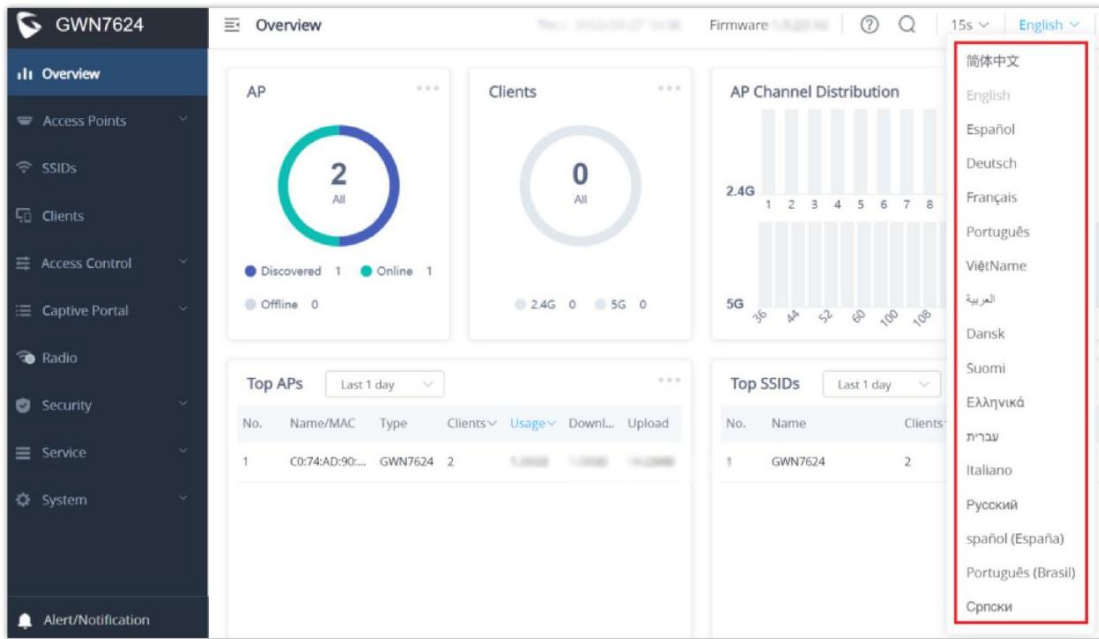 GWN7624
Overview
Firmware
15s
English
Overview
Access Points
SSIDs
Clients
Access Control
Captive Portal
Radio
Security
Service
System
Alert/Notification
AP
2
All
Discovered 1 Online 1
Offline 0
Clients
0
All
2.4G 0 5G 0
AP Channel Distribution
2.4G
1 2 3 4 5 6 7 8
5G
36 44 52 60 100 108
Top APs Last 1 day
No. Name/MAC Type Clients Usage Downl... Upload
1 C0:74:AD:90:... GWN7624 2
Top SSIDs Last 1 day
No. Name Clients
1 GWN7624 2
简体中文
English
Español
Deutsch
Français
Português
ViệtName
العربية
Dansk
Suomi
Ελληνικά
עברית
Italiano
Русский
spañol (España)
Português (Brasil)
Српски